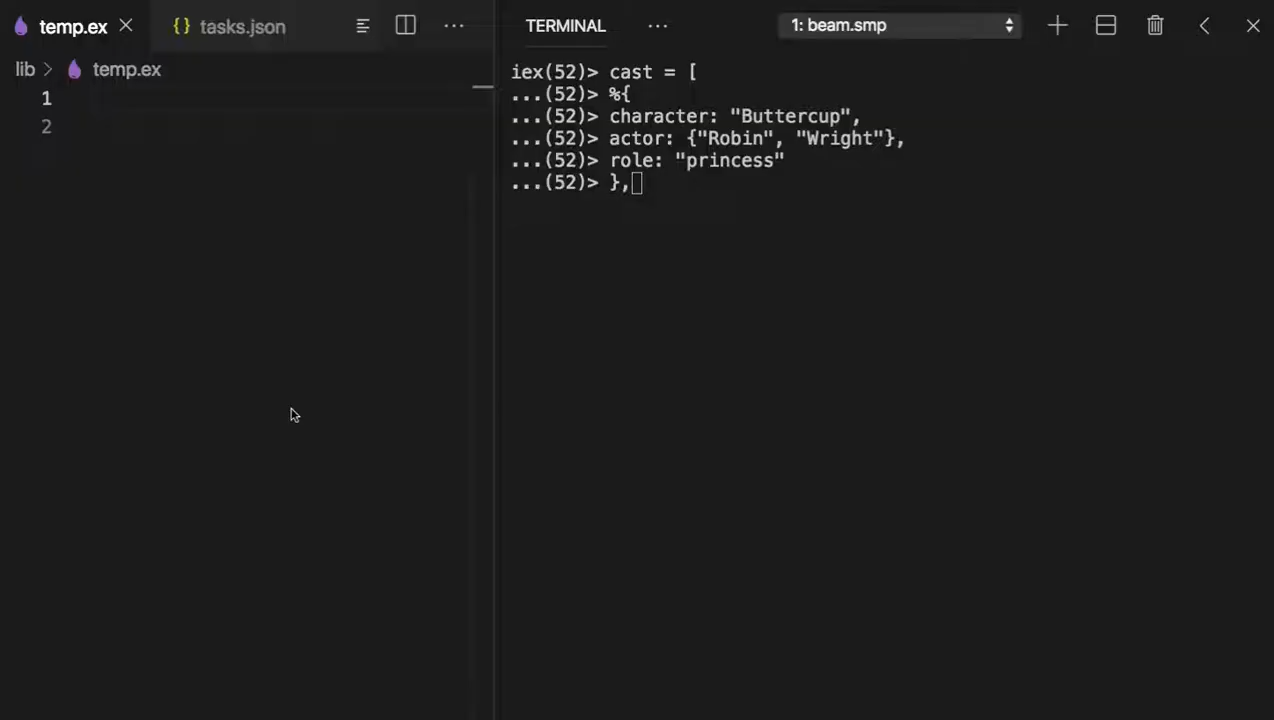 temp.ex
{} tasks.json
lib > temp.ex
1
2
TERMINAL
1: beam.smp
iex(52)> cast = [
...(52)> %{
...(52)> character: "Buttercup",
...(52)> actor: {"Robin", "Wright"},
...(52)> role: "princess"
...(52)> },